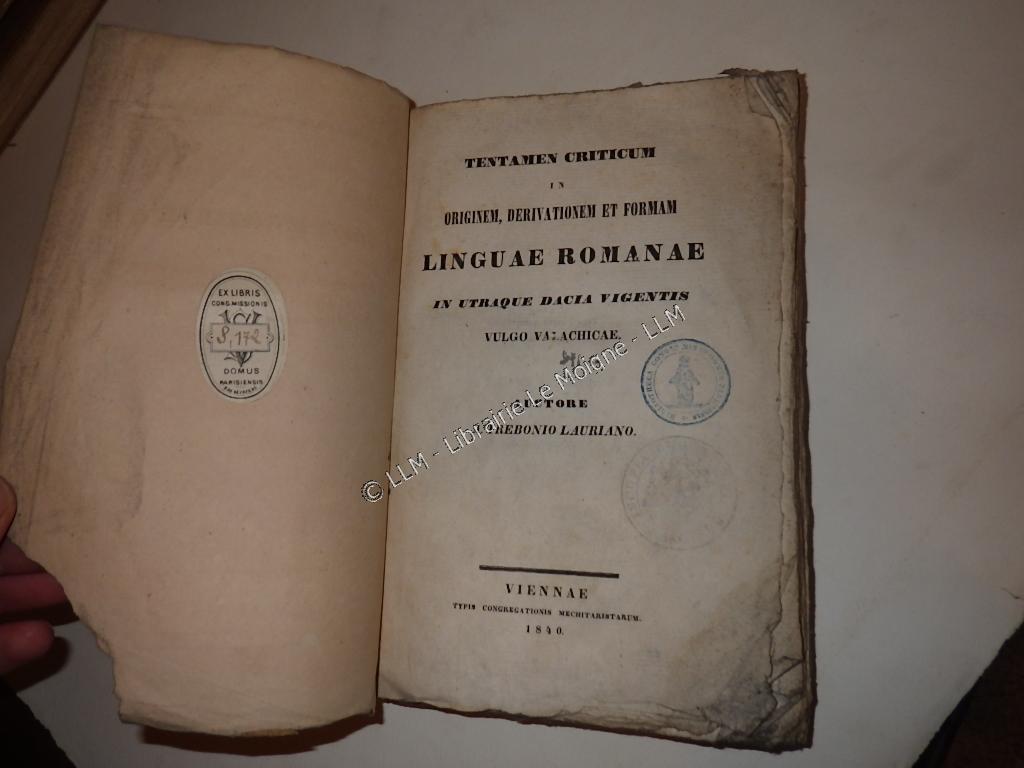 EX LIBRIS
CONG. MISSIONIS
S, 172
DOMUS
PARISIENSIS
TENTAMEN CRITICUM
IN
ORIGINEM, DERIVATIONEM ET FORMAM
LINGUAE ROMANAE
IN UTRAQUE DACIA VIGENTIS
VULGO VALACHICAE,
AUCTORE
LAURIANO.
VIENNAE
TYPIS CONGREGATIONIS MECHITARISTARUM.
1840.
© LLM - Librairie Le Moigne - LLM